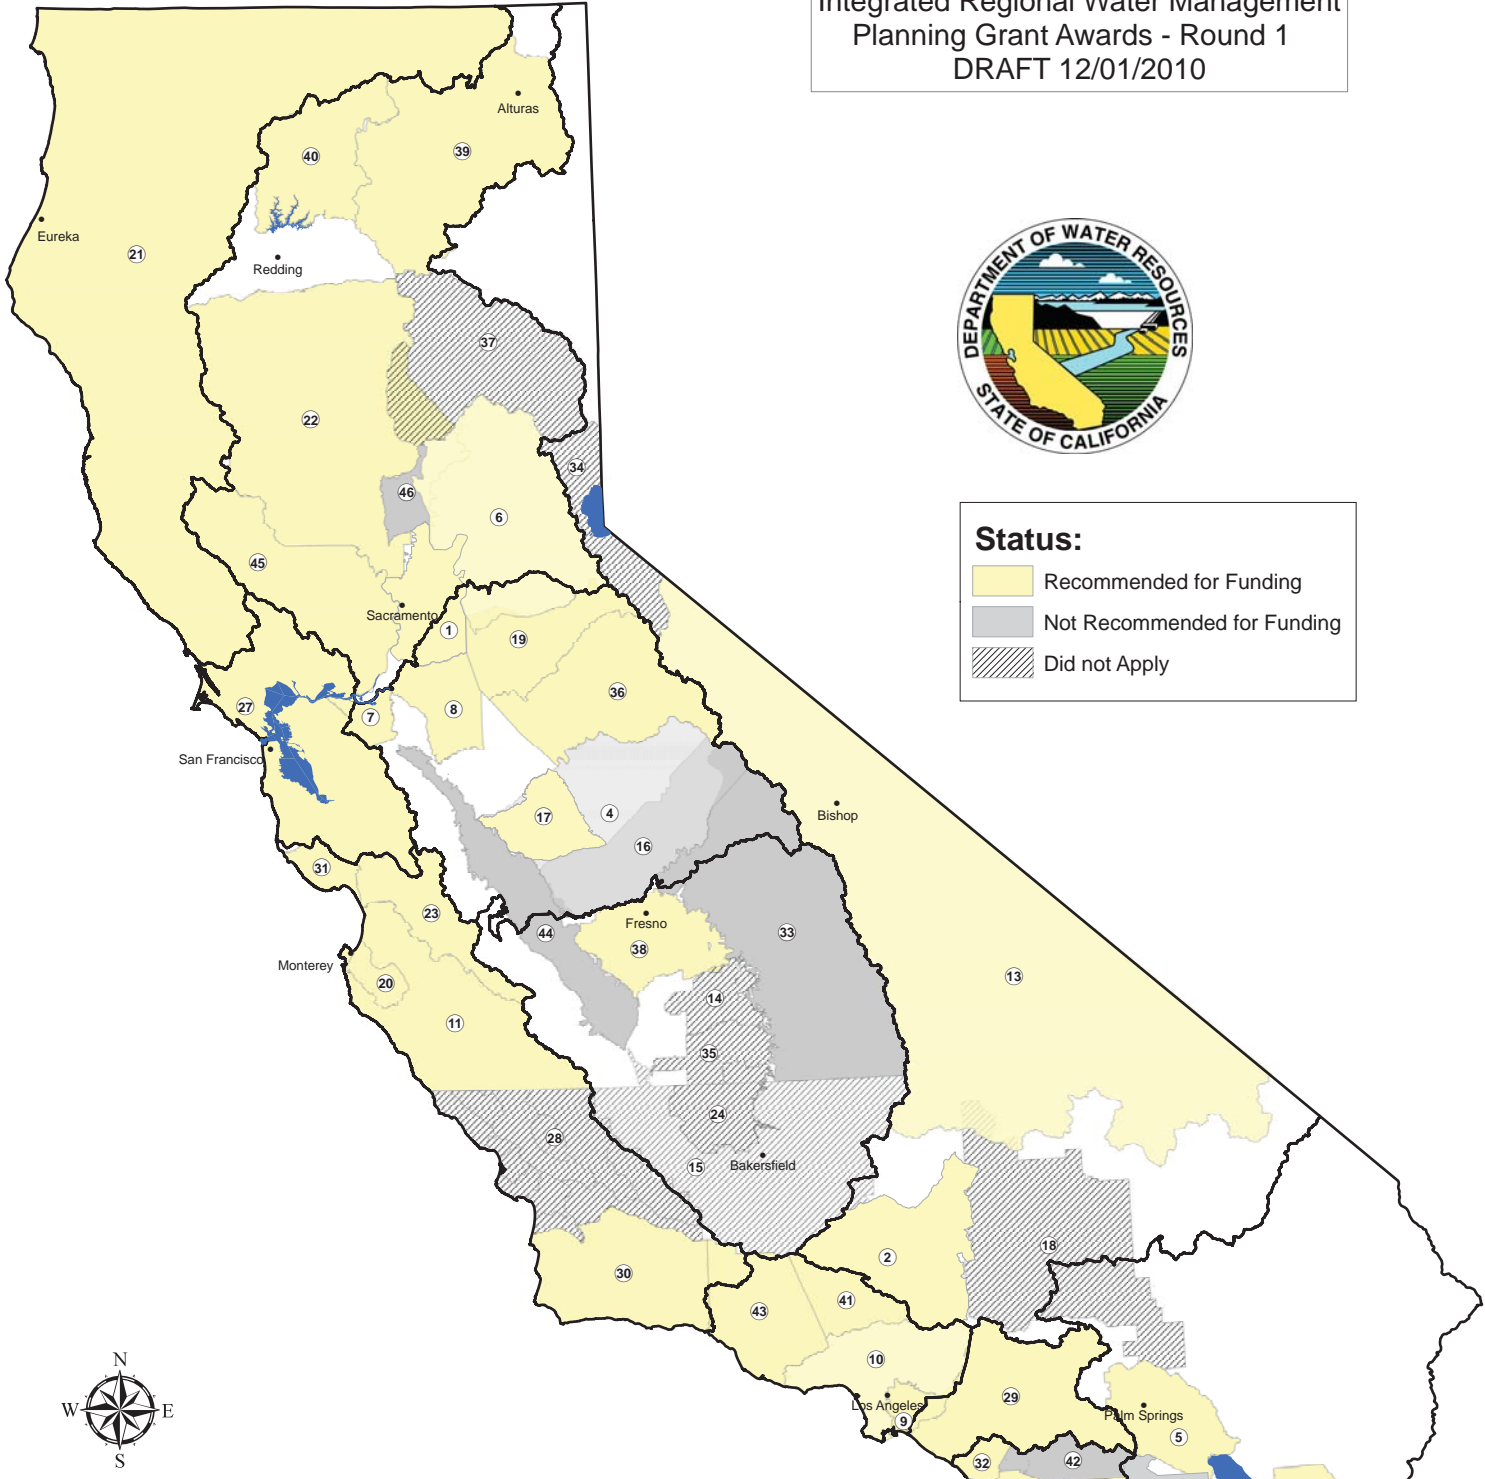 Integrated Regional Water Management
Planning Grant Awards - Round 1
DRAFT 12/01/2010
Alturas
40
39
Eureka
21
Redding
DEPARTMENT OF WATER RESOURCES
STATE OF CALIFORNIA
37
22
34
46
6
Status:
Recommended for Funding
Not Recommended for Funding
Did not Apply
45
Sacramento
1
19
36
27
7
8
San Francisco
Bishop
17
4
16
31
23
Fresno
44
38
33
Monterey
20
13
14
11
35
24
28
15
Bakersfield
18
2
30
43
41
10
N
W
E
S
29
Los Angeles
9
Palm Springs
5
32
42